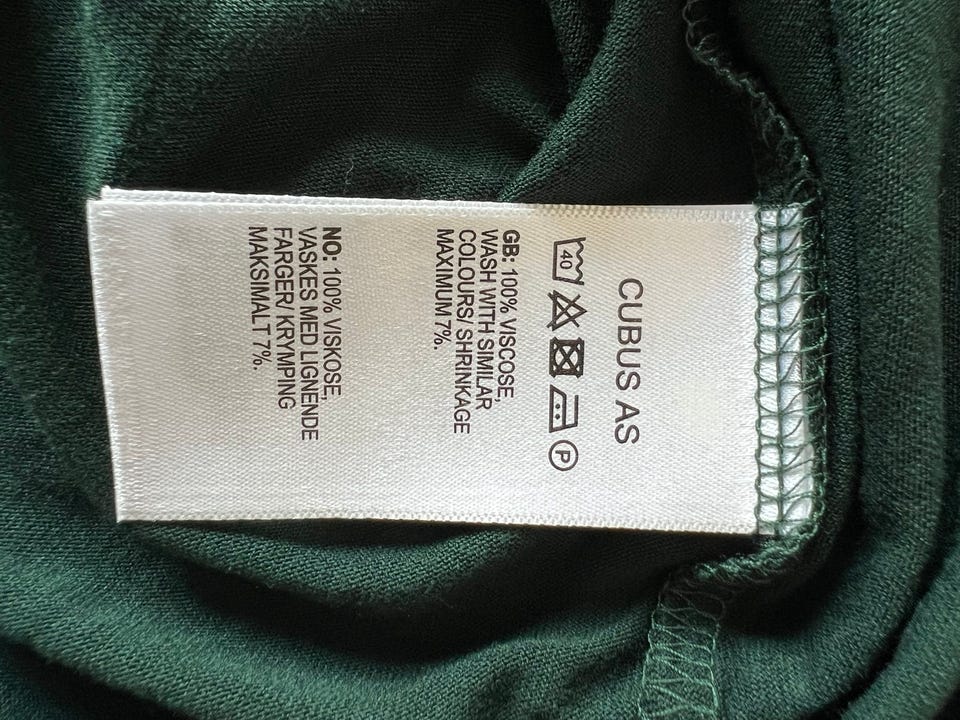 CUBUS AS
40 P
GB: 100% VISCOSE,
WASH WITH SIMILAR
COLOURS/ SHRINKAGE
MAXIMUM 7%.
NO: 100% VISKOSE,
VASKES MED LIGNENDE
FARGER/ KRYMPING
MAKSIMALT 7%.